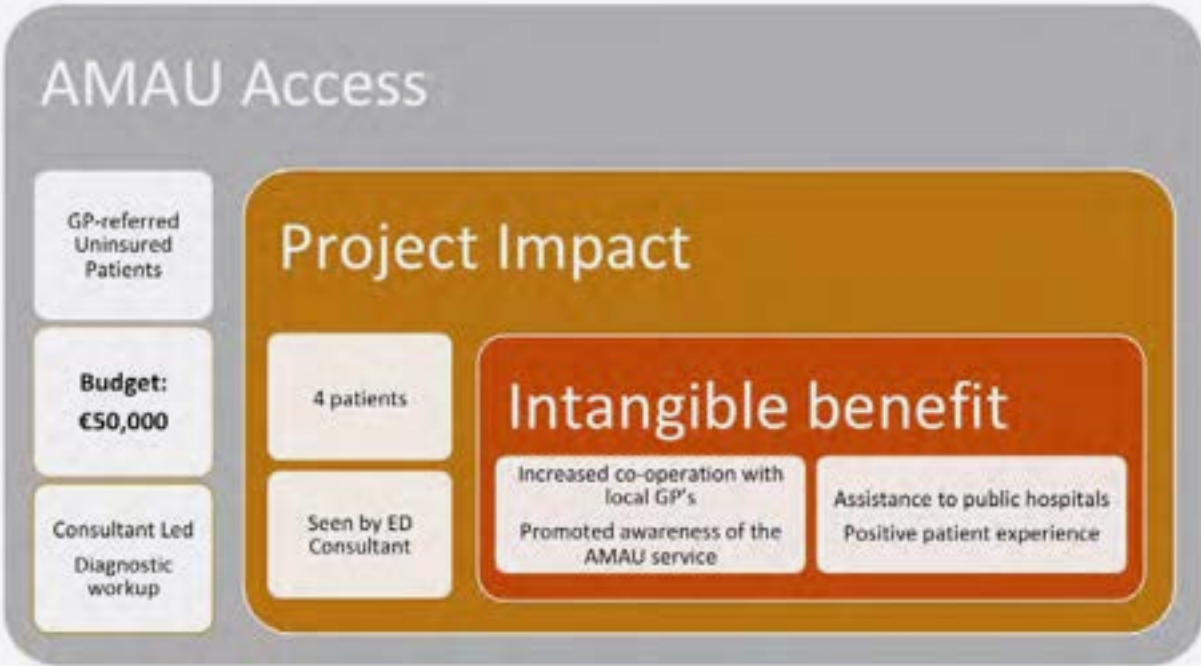 AMAU Access
GP-referred
Uninsured
Patients
Budget:
€50,000
Consultant Led
Diagnostic
workup
Project Impact
4 patients
Seen by ED
Consultant
Intangible benefit
Increased co-operation with
local GP's
Promoted awareness of the
AMAU service
Assistance to public hospitals
Positive patient experience